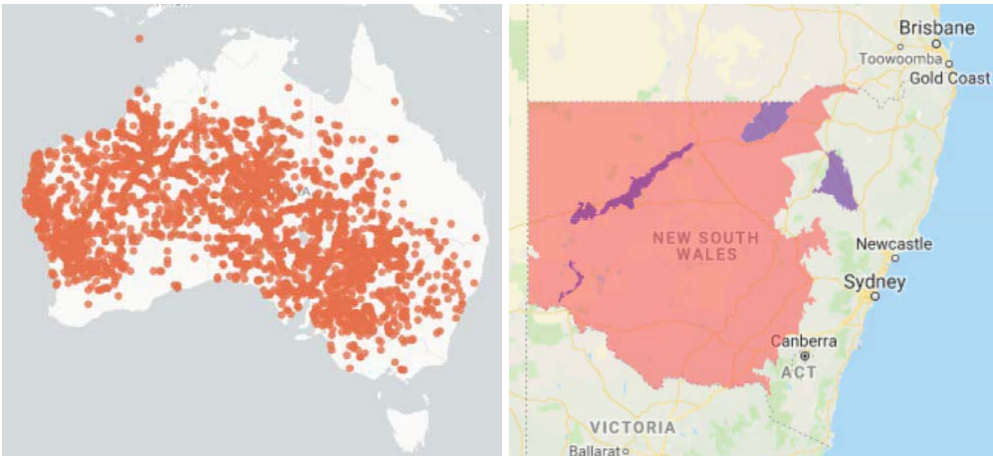 Brisbane
Toowoomba
Gold Coast
NEW SOUTH
WALES
Newcastle
Sydney
Canberra
ACT
VICTORIA
Ballarat